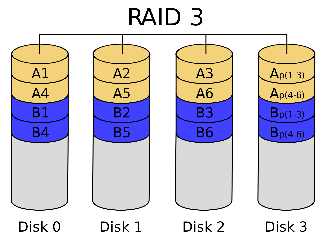 RAID 3
A1 A2 A3 Ap(1-3)
A4 A5 A6 Ap(4-6)
B1 B2 B3 Bp(1-3)
B4 B5 B6 Bp(4-6)
Disk 0 Disk 1 Disk 2 Disk 3